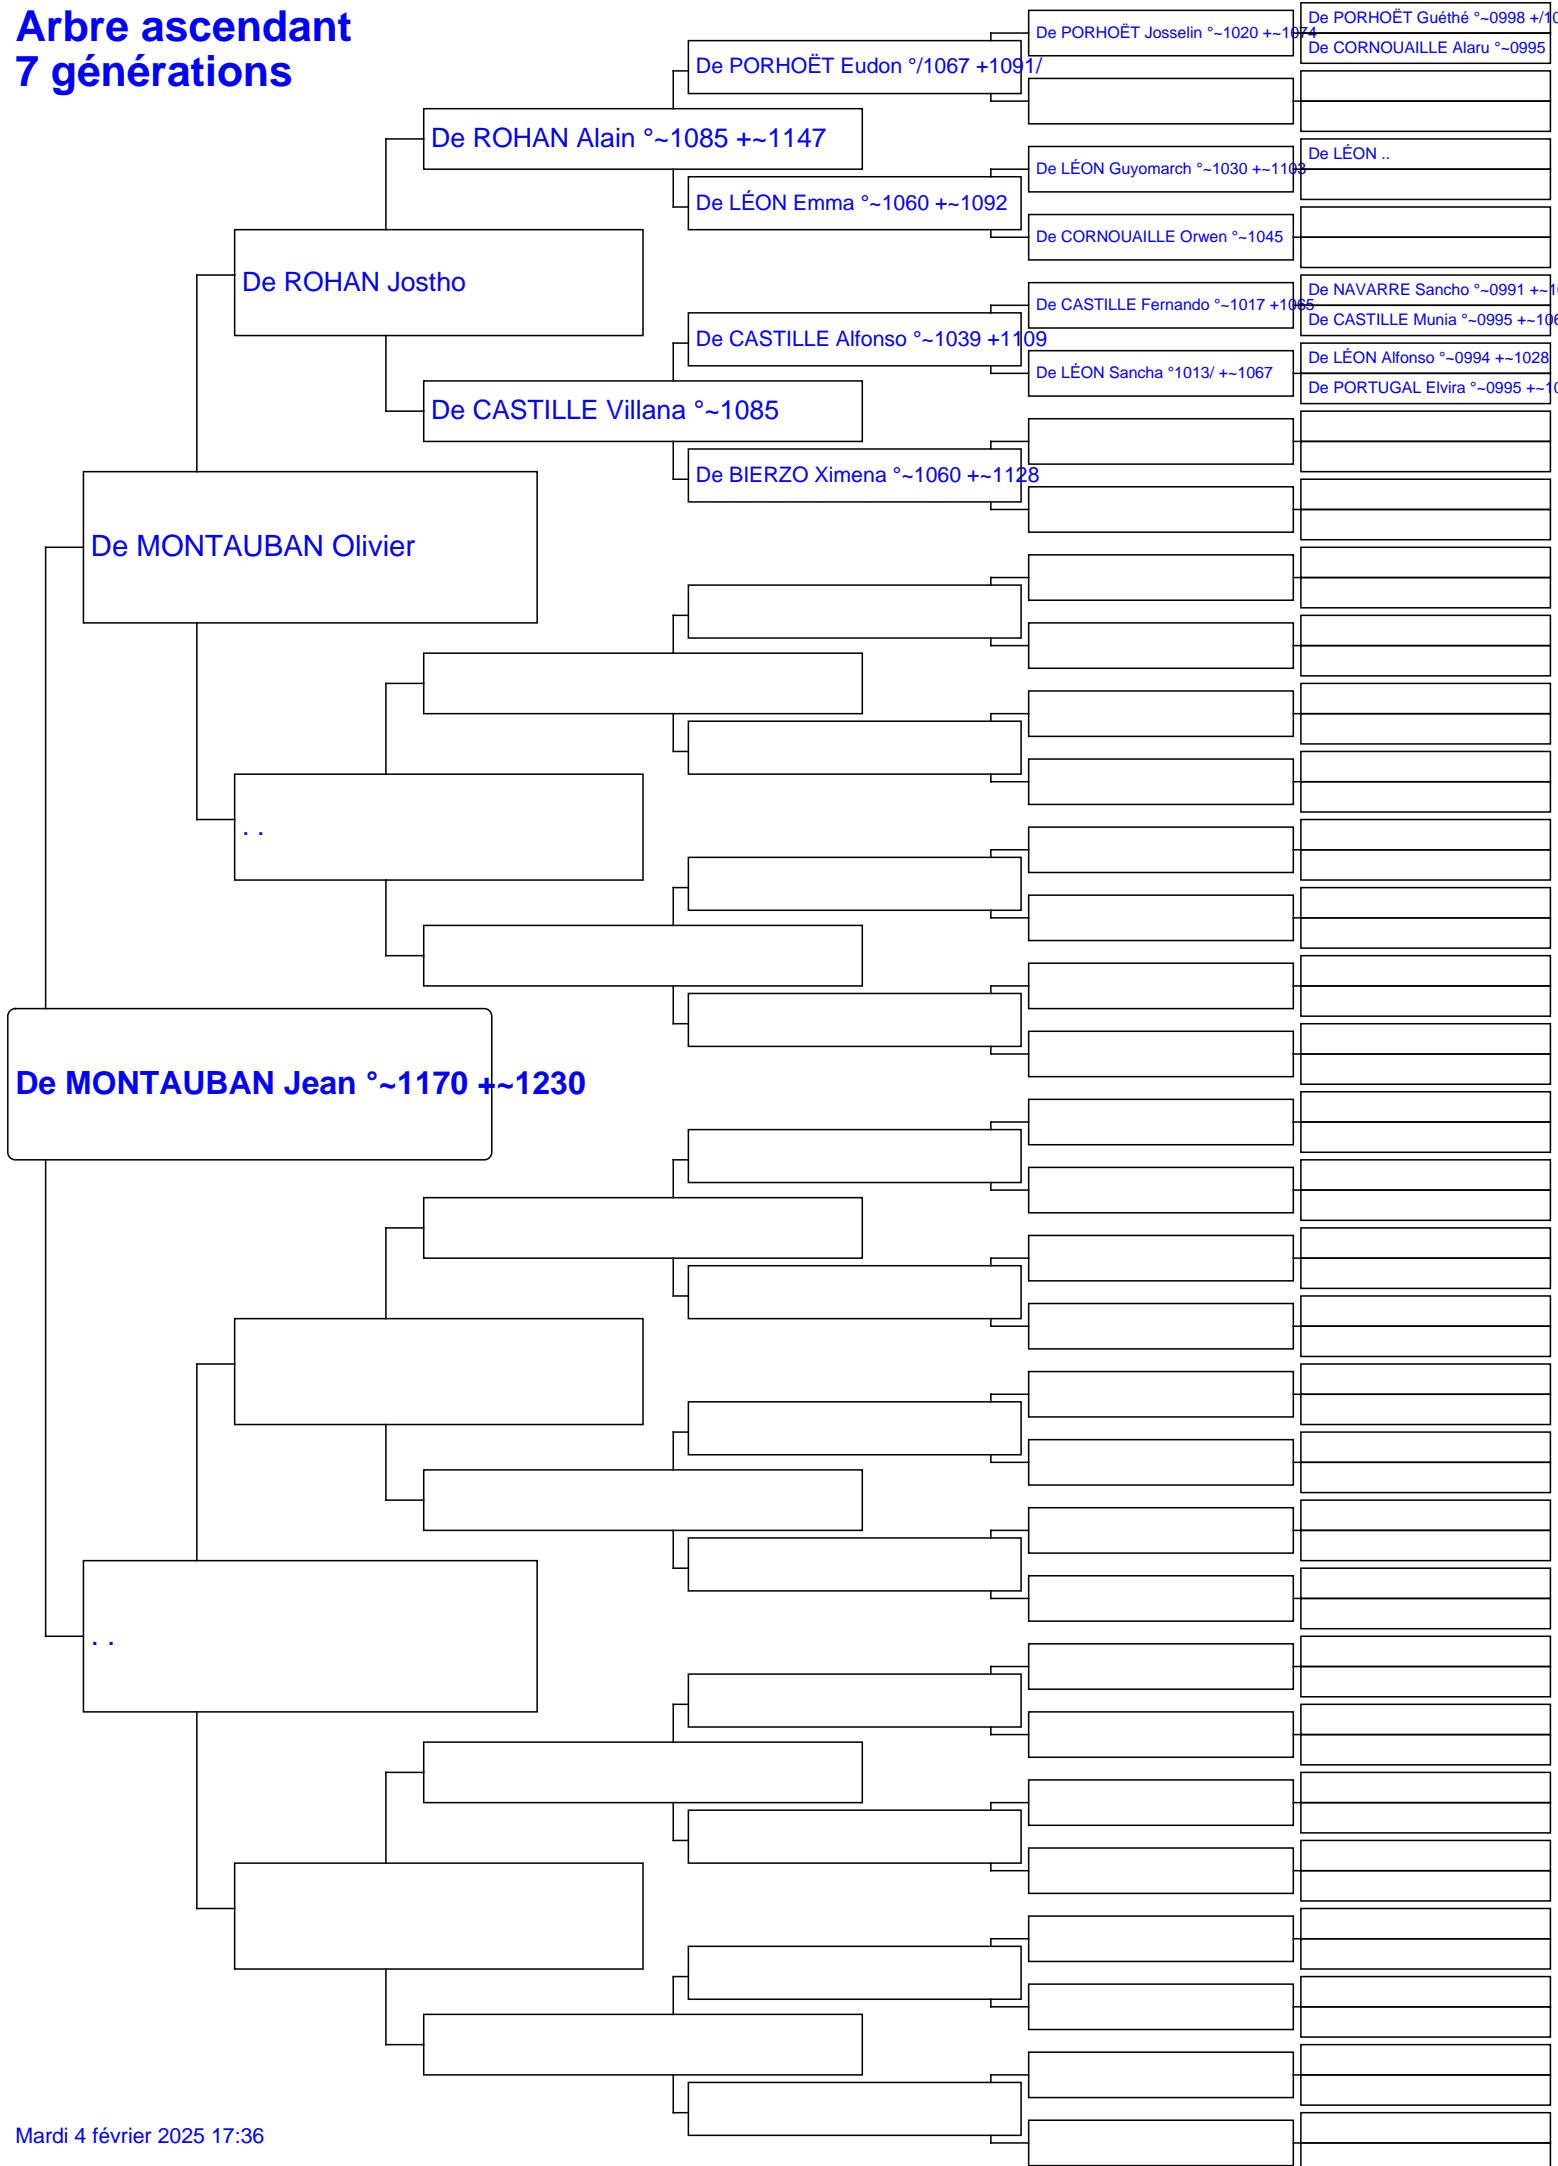 Arbre ascendant
7 générations
De PORHOËT Guéthé °~0998 +/10
De PORHOËT Josselin °~1020 +~1074
De CORNOUAILLE Alaru °~0995
De PORHOËT Eudon °/1067 +1091/
De ROHAN Alain °~1085 +~1147
De LÉON ..
De LÉON Guyomarch °~1030 +~1103
De LÉON Emma °~1060 +~1092
De CORNOUAILLE Orwen °~1045
De ROHAN Jostho
De NAVARRE Sancho °~0991 +~10
De CASTILLE Fernando °~1017 +1065
De CASTILLE Munia °~0995 +~106
De CASTILLE Alfonso °~1039 +1109
De LÉON Alfonso °~0994 +~1028
De LÉON Sancha °1013/ +~1067
De PORTUGAL Elvira °~0995 +~10
De CASTILLE Villana °~1085
De BIERZO Ximena °~1060 +~1128
De MONTAUBAN Olivier
. .
De MONTAUBAN Jean °~1170 +~1230
. .
Mardi 4 février 2025 17:36